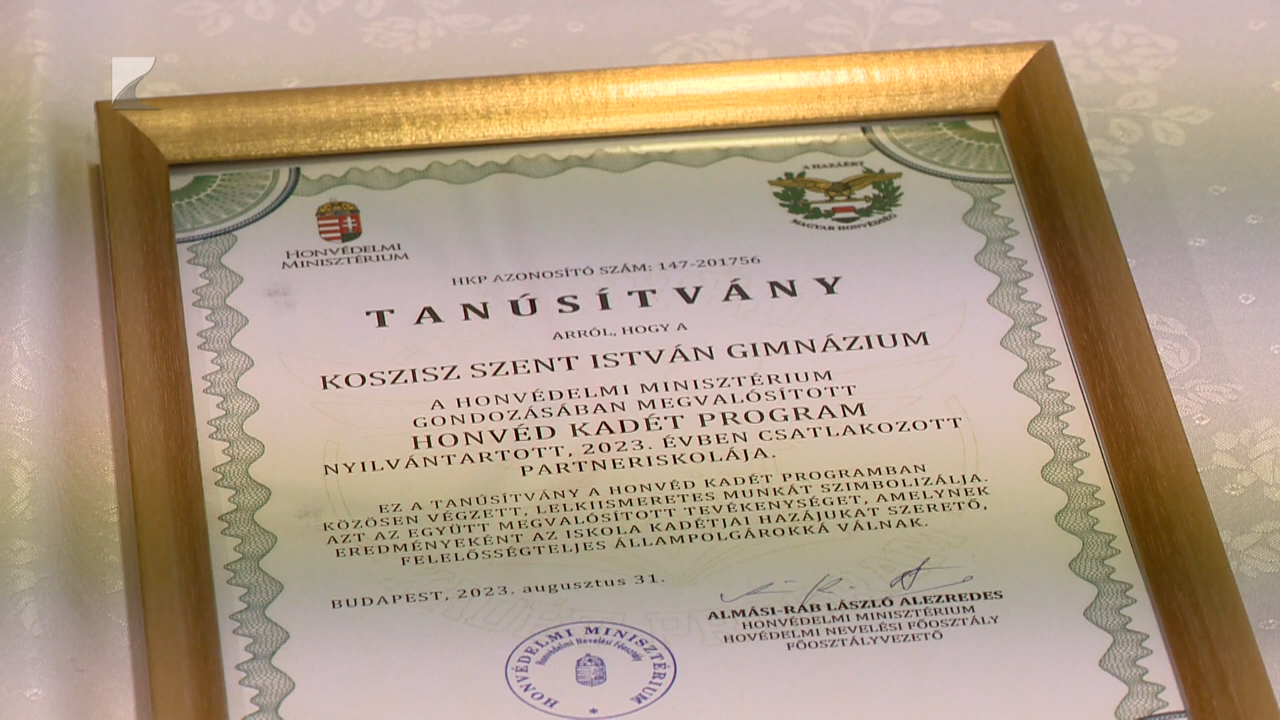 HONVÉDELMI
MINISZTÉRIUM
A HAZÁÉRT
MAGYAR HONVÉDSÉG
HKP AZONOSÍTÓ SZÁM: 147-201756
TANÚSÍTVÁNY
ARRÓL, HOGY A
KOSZISZ SZENT ISTVÁN GIMNÁZIUM
A HONVÉDELMI MINISZTÉRIUM
GONDOZÁSÁBAN MEGVALÓSÍTOTT
HONVÉD KADÉT PROGRAM
NYILVÁNTARTOTT, 2023. ÉVBEN CSATLAKOZOTT
PARTNERISKOLÁJA.
EZ A TANÚSÍTVÁNY A HONVÉD KADÉT PROGRAMBAN
KÖZÖSEN VÉGZETT, LELKIISMERETES MUNKÁT SZIMBOLIZÁLJA.
AZT AZ EGYÜTT MEGVALÓSÍTOTT TEVÉKENYSÉGET, AMELYNEK
EREDMÉNYEKÉNT AZ ISKOLA KADÉTJAI HAZÁJUKAT SZERETŐ,
FELELŐSSÉGTELJES ÁLLAMPOLGÁROKKÁ VÁLNAK.
BUDAPEST, 2023. augusztus 31.
ALMÁSI-RÁB LÁSZLÓ ALEZREDES
HONVÉDELMI MINISZTÉRIUM
HOVÉDELMI NEVELÉSI FŐOSZTÁLY
FŐOSZTÁLYVEZETŐ
HONVÉDELMI MINISZTÉRIUM
Honvédelmi Nevelési Főosztály
*